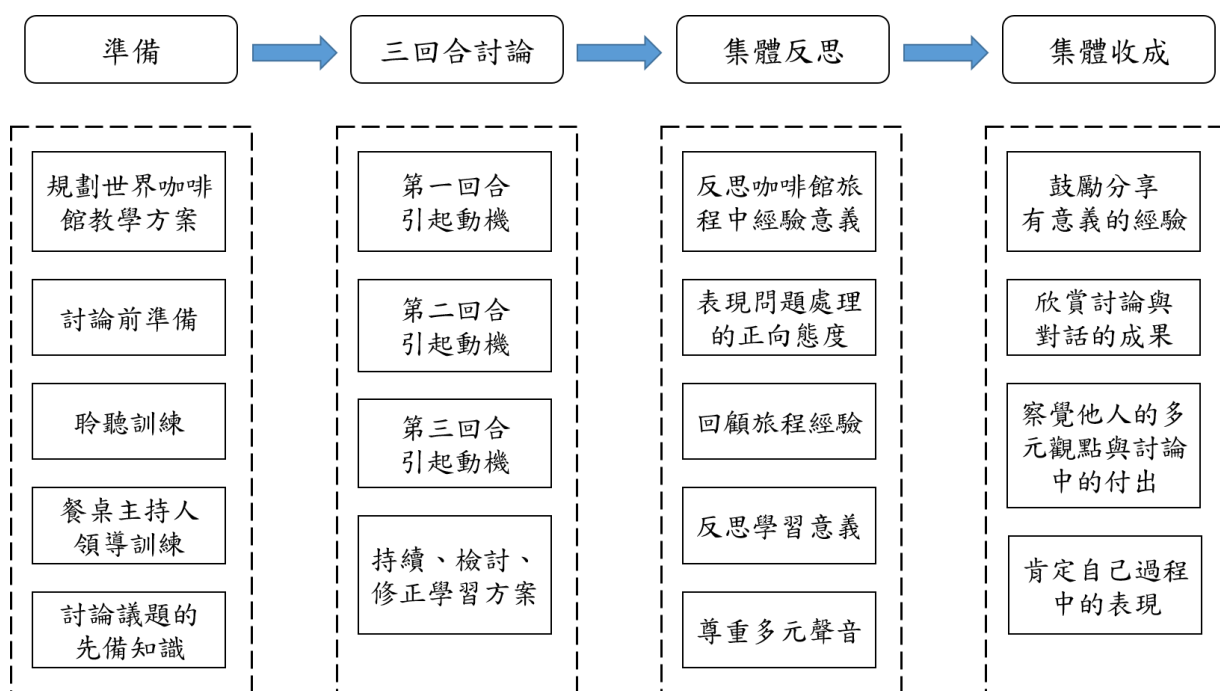 準備
三回合討論
集體反思
集體收成
規劃世界咖啡
館教學方案
討論前準備
聆聽訓練
餐桌主持人
領導訓練
討論議題的
先備知識
第一回合
引起動機
第二回合
引起動機
第三回合
引起動機
持續、檢討、
修正學習方案
反思咖啡館旅
程中經驗意義
表現問題處理
的正向態度
回顧旅程經驗
反思學習意義
尊重多元聲音
鼓勵分享
有意義的經驗
欣賞討論與
對話的成果
察覺他人的多
元觀點與討論
中的付出
肯定自己過程
中的表現